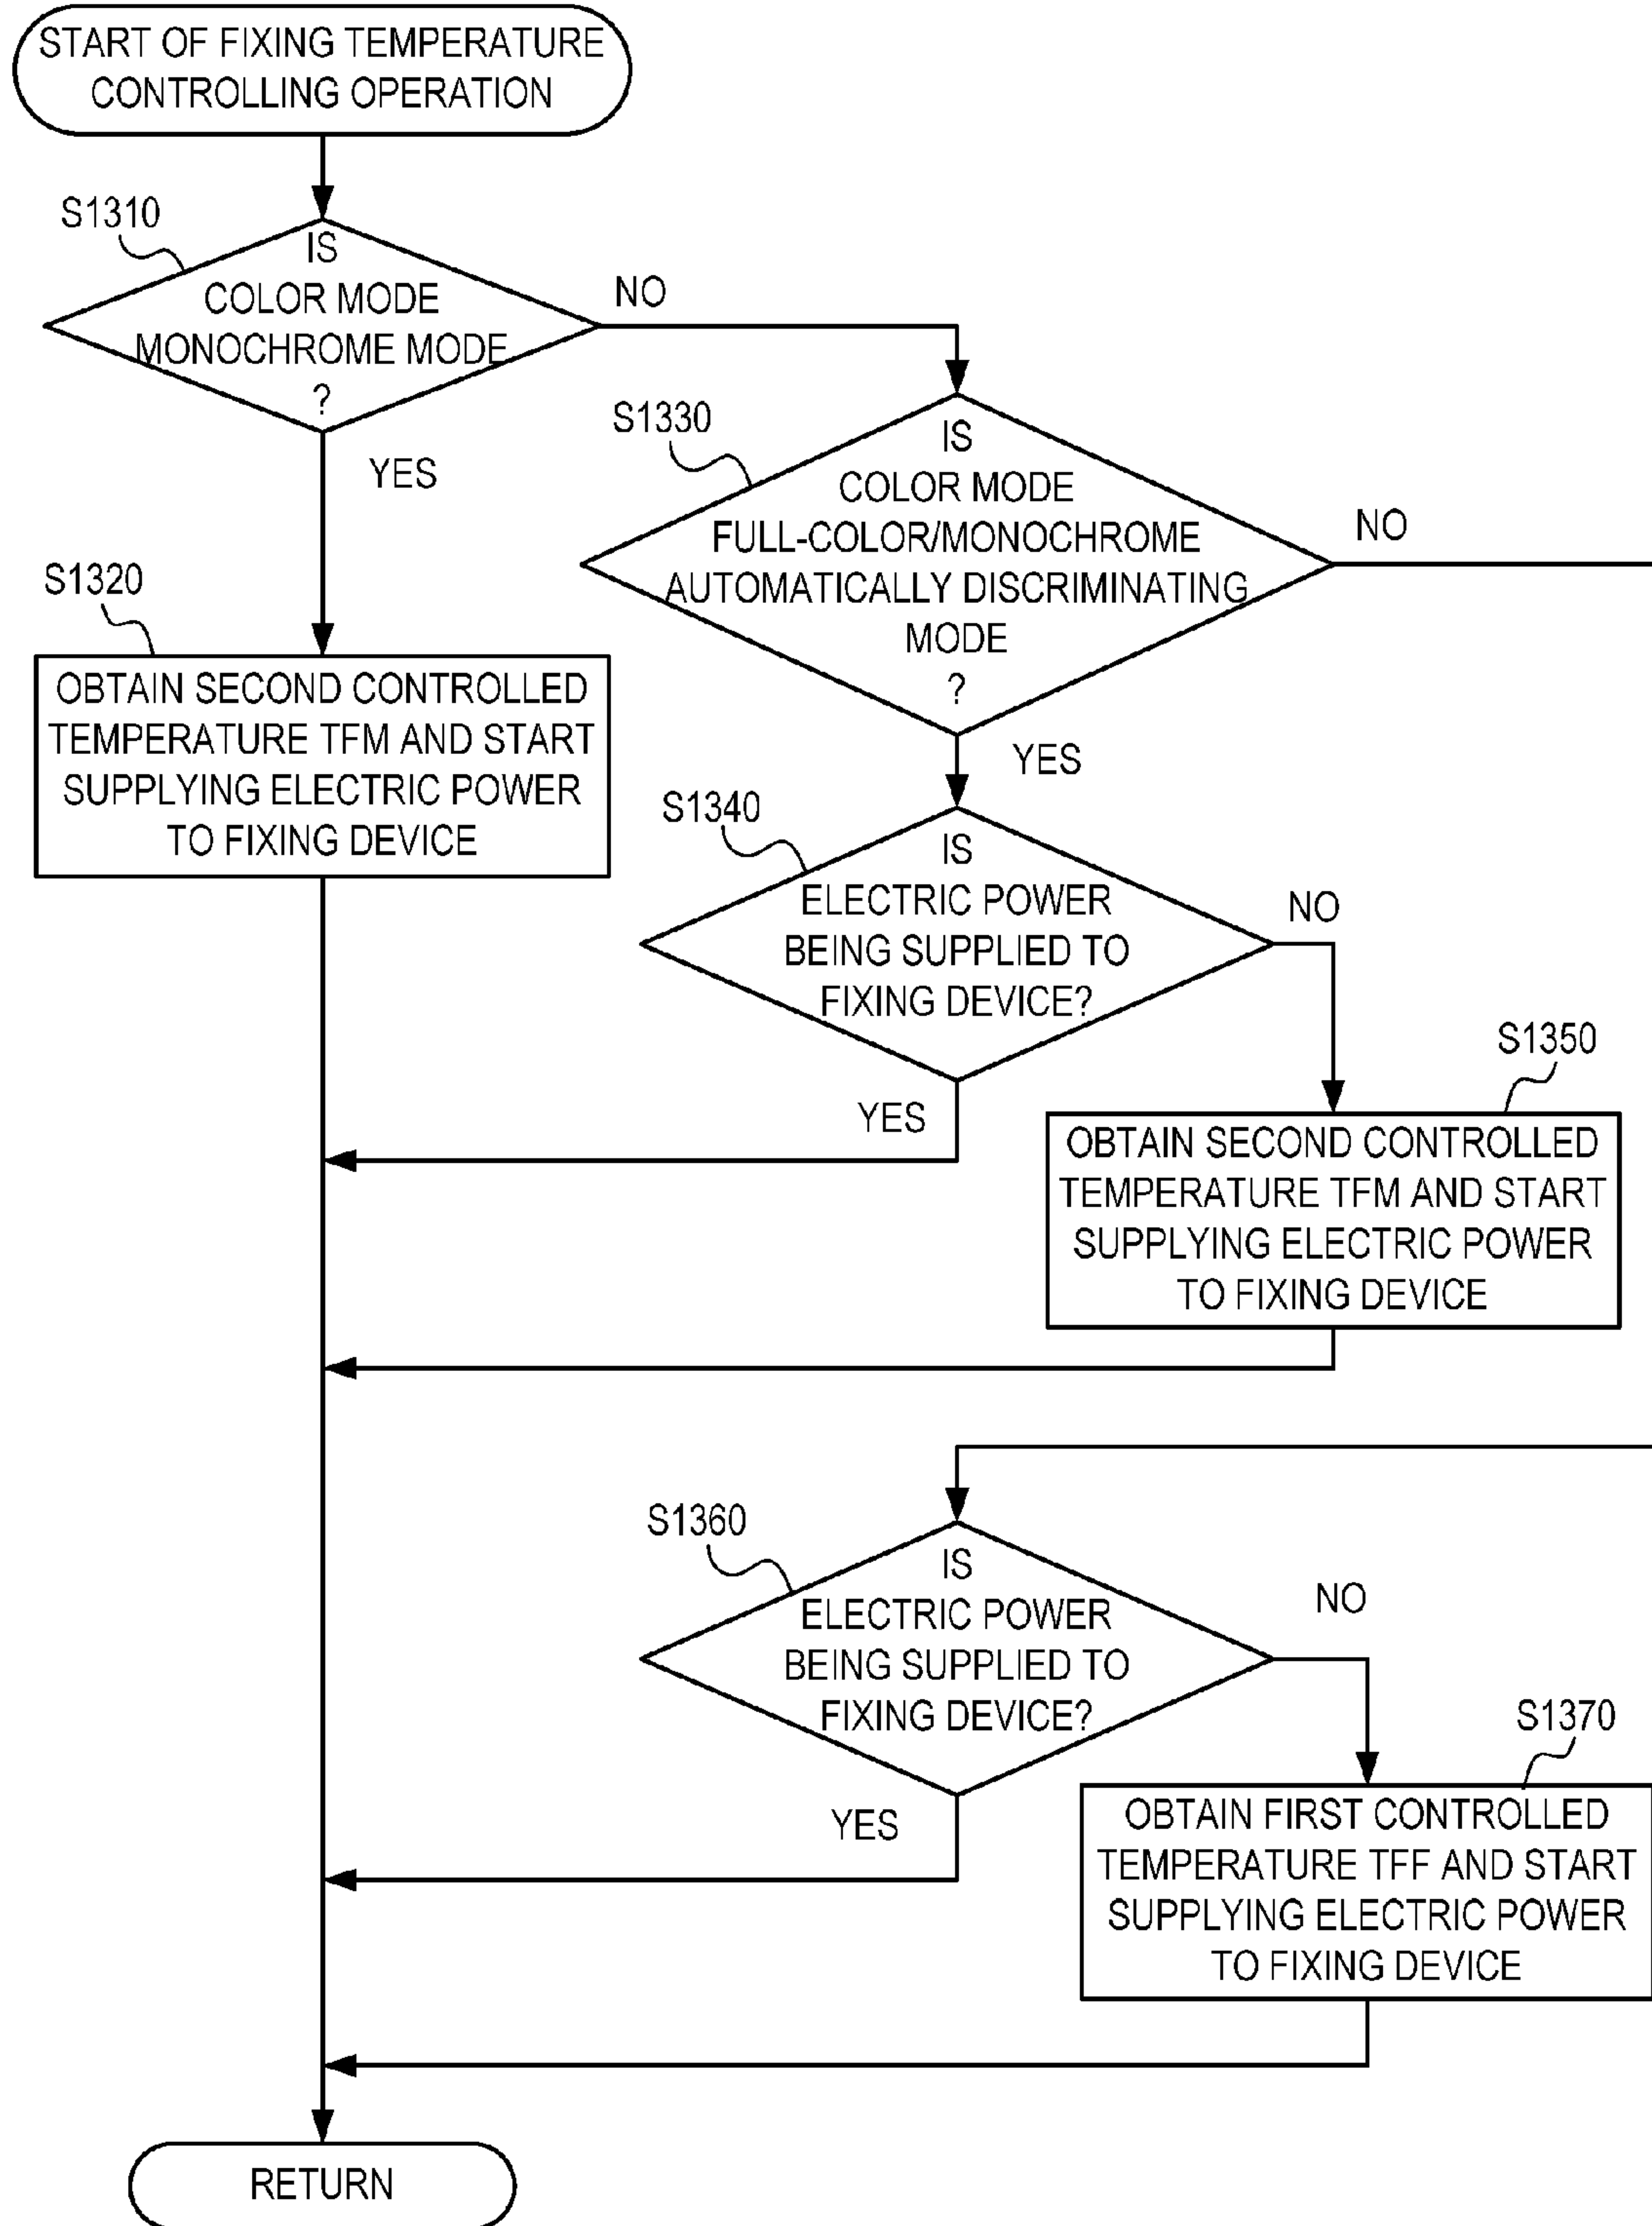 START OF FIXING TEMPERATURE
CONTROLLING OPERATION
S1310
IS
COLOR MODE
MONOCHROME MODE
?
NO
YES
S1320
OBTAIN SECOND CONTROLLED
TEMPERATURE TFM AND START
SUPPLYING ELECTRIC POWER
TO FIXING DEVICE
S1330
IS
COLOR MODE
FULL-COLOR/MONOCHROME
AUTOMATICALLY DISCRIMINATING
MODE
?
NO
YES
S1340
IS
ELECTRIC POWER
BEING SUPPLIED TO
FIXING DEVICE?
NO
YES
S1350
OBTAIN SECOND CONTROLLED
TEMPERATURE TFM AND START
SUPPLYING ELECTRIC POWER
TO FIXING DEVICE
S1360
IS
ELECTRIC POWER
BEING SUPPLIED TO
FIXING DEVICE?
NO
YES
S1370
OBTAIN FIRST CONTROLLED
TEMPERATURE TFF AND START
SUPPLYING ELECTRIC POWER
TO FIXING DEVICE
RETURN